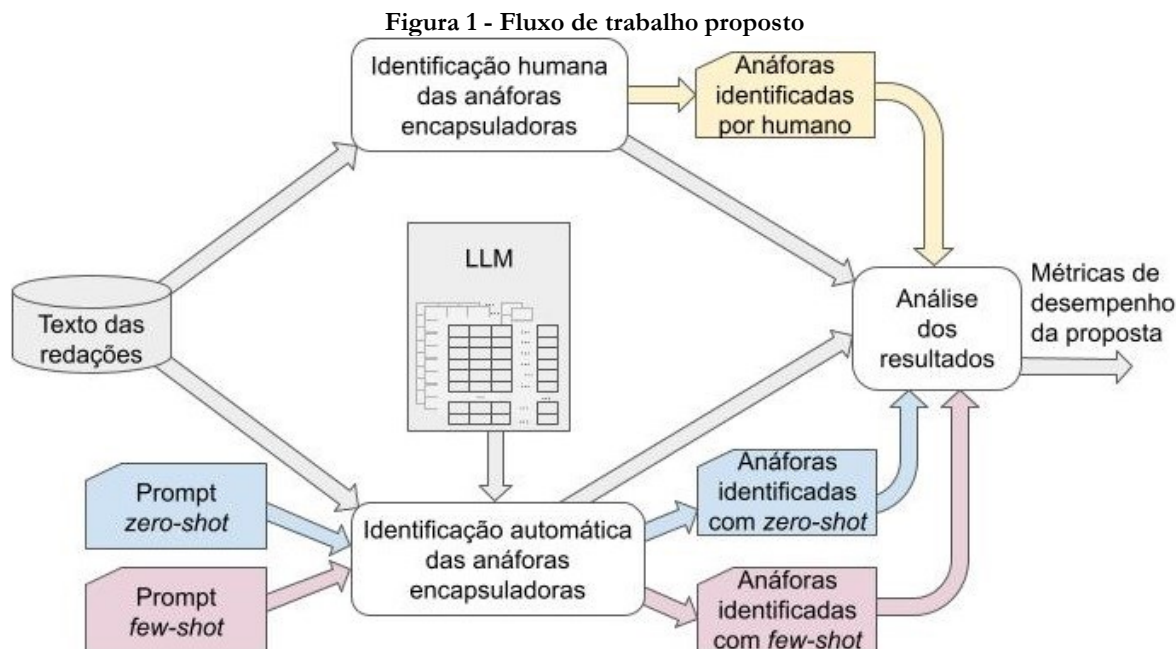 Figura 1 - Fluxo de trabalho proposto
Identificação humana
das anáforas
encapsuladoras
Anáforas
identificadas
por humano
LLM
Texto das
redações
Análise
dos
resultados
Métricas de
desempenho
da proposta
Prompt
zero-shot
Identificação automática
das anáforas
encapsuladoras
Anáforas
identificadas
com zero-shot
Prompt
few-shot
Anáforas
identificadas
com few-shot